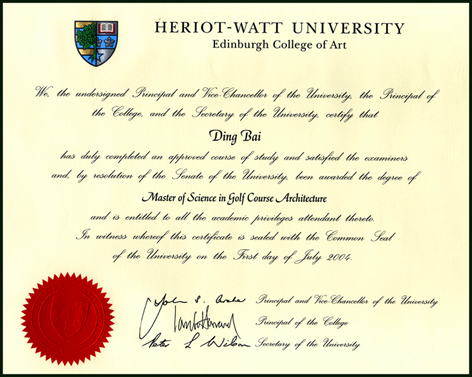 HERIOT-WATT UNIVERSITY
Edinburgh College of Art
We, the undersigned Principal and Vice-Chancellor of the University, the Principal of
the College, and the Secretary of the University, certify that
Ding Bai
has duly completed an approved course of study and satisfied the examiners
and, by resolution of the Senate of the University, been awarded the degree of
Master of Science in Golf Course Architecture
and is entitled to all the academic privileges attendant thereto.
In witness whereof this certificate is sealed with the Common Seal
of the University on the First day of July 2004.
John S. Principal and Vice-Chancellor of the University
Ian Principal of the College
Peter L Wilson Secretary of the University